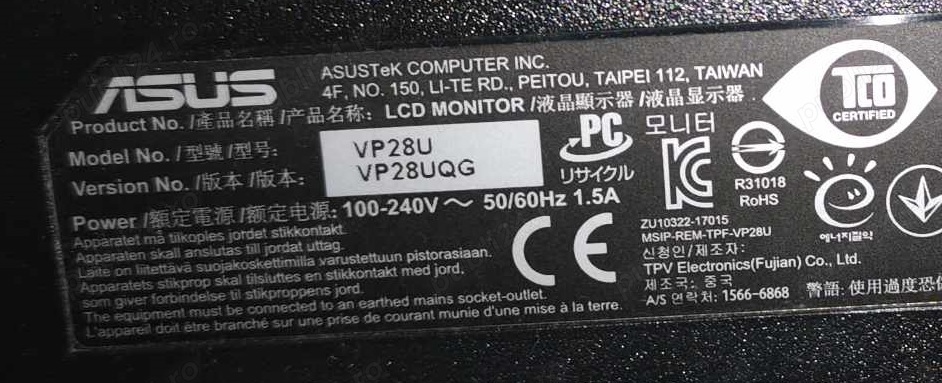 ASUS
ASUSTeK COMPUTER INC.
4F, NO. 150, LI-TE RD., PEITOU, TAIPEI 112, TAIWAN
Product No. /產品名稱 /产品名称: LCD MONITOR /液晶顯示器 /液晶显示器
Model No. /型號 /型号: VP28U
Version No. /版本 /版本: VP28UQG
Power /額定電源 /额定电源: 100-240V ～ 50/60Hz 1.5A
PC
リサイクル
모니터
R31018
RoHS
TCO
CERTIFIED
에너지절약
Apparatet må tilkoples jordet stikkontakt.
Apparaten skall anslutas till jordat uttag.
Laite on liitettävä suojakoskettimilla varustettuun pistorasiaan.
Apparatets stikprop skal tilsluttes en stikkontakt med jord,
som giver forbindelse til stikproppens jord.
The equipment must be connected to an earthed mains socket-outlet.
L'appareil doit être branché sur une prise de courant munie d'une mise à la terre.
CE
ZU10322-17015
MSIP-REM-TPF-VP28U
신청인/제조자:
TPV Electronics(Fujian) Co., Ltd.
제조국: 중국
A/S 연락처: 1566-6868
警語: 使用過度恐